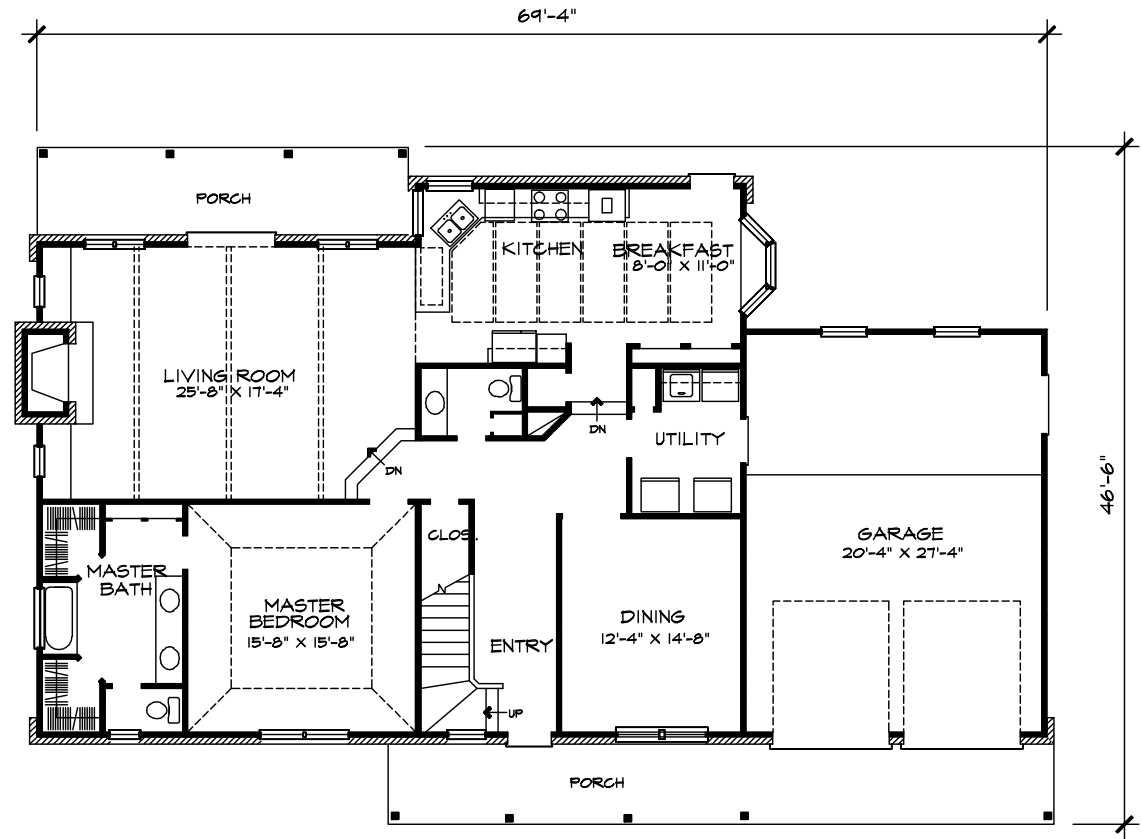 69'-4"
PORCH
KITCHEN
BREAKFAST
8'-0" X 11'-0"
LIVING ROOM
25'-8" X 17'-4"
DN
UTILITY
DN
46'-6"
CLOS.
GARAGE
20'-4" X 27'-4"
MASTER
BATH
MASTER
BEDROOM
15'-8" X 15'-8"
DINING
12'-4" X 14'-8"
ENTRY
UP
PORCH